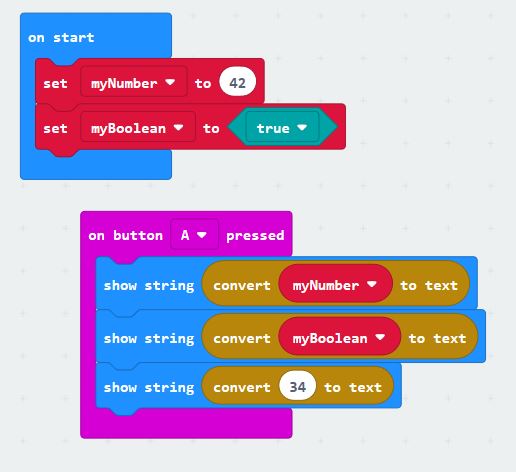 on start
set myNumber to 42
set myBoolean to true
on button A pressed
show string convert myNumber to text
show string convert myBoolean to text
show string convert 34 to text